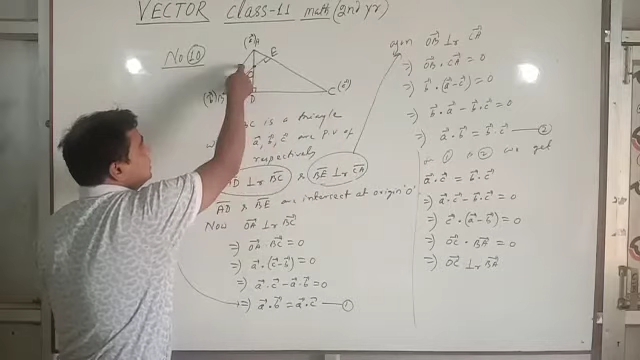 VECTOR Class-11 math (2nd yr)
No (10)
(a⃗) A
E
B D C (c⃗)
BC is a triangle
a⃗, b⃗, c⃗ are p.v of
respectively
AD ⊥r BC & BE ⊥r CA
AD & BE are intersect at origin 'O'
Now OA⃗ ⊥r BC⃗
⇒) OA⃗ · BC⃗ = 0
⇒) a⃗ · (c⃗ - b⃗) = 0
⇒) a⃗ · c⃗ - a⃗ · b⃗ = 0
⇒) a⃗ · b⃗ = a⃗ · c⃗ — (1)
again OB⃗ ⊥r CA⃗
⇒) OB⃗ · CA⃗ = 0
⇒) b⃗ · (a⃗ - c⃗) = 0
⇒) b⃗ · a⃗ - b⃗ · c⃗ = 0
⇒) a⃗ · b⃗ = b⃗ · c⃗ — (2)
(1) & (2) we get
a⃗ · c⃗ = b⃗ · c⃗
⇒) a⃗ · c⃗ - b⃗ · c⃗ = 0
⇒) c⃗ · (a⃗ - b⃗) = 0
⇒) OC⃗ · BA⃗ = 0
⇒) OC⃗ ⊥r BA⃗